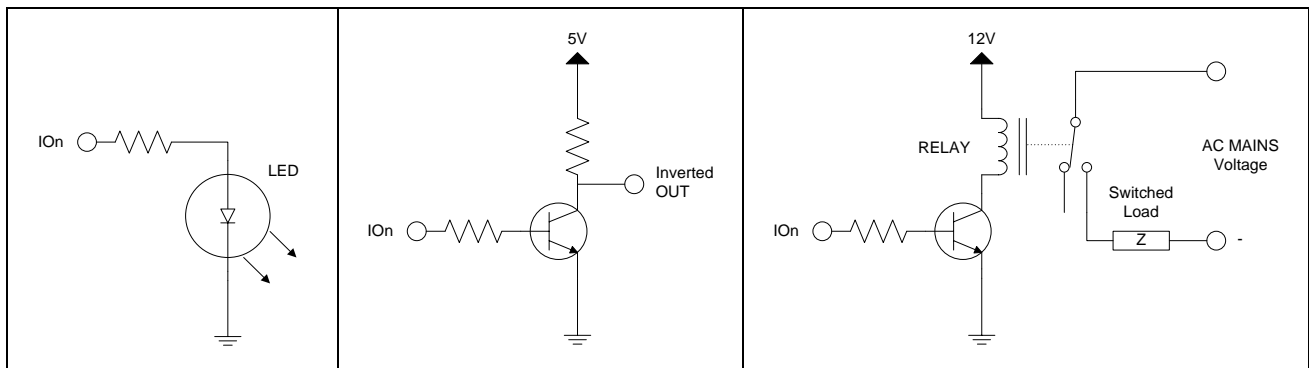 IOn
LED
5V
Inverted
OUT
IOn
12V
RELAY
AC MAINS
Voltage
Switched
Load
IOn
Z
-